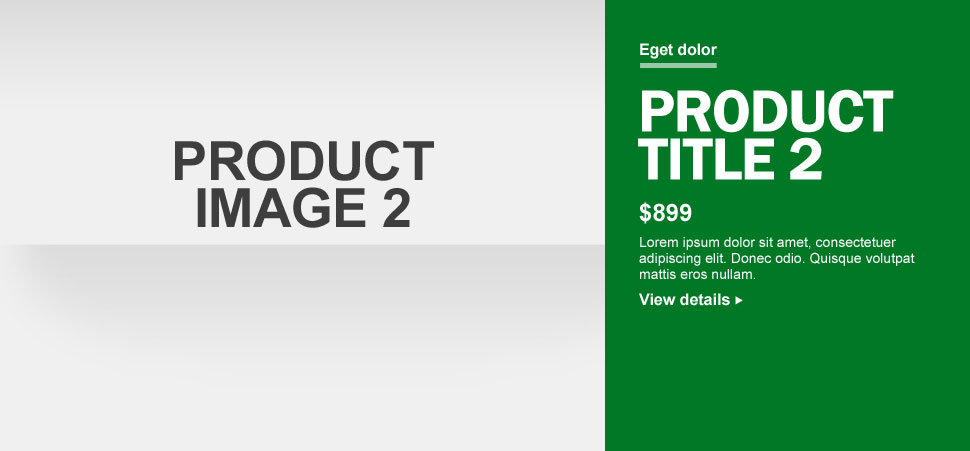 PRODUCT
IMAGE 2
Eget dolor
PRODUCT
TITLE 2
$899
Lorem ipsum dolor sit amet, consectetuer
adipiscing elit. Donec odio. Quisque volutpat
mattis eros nullam.
View details